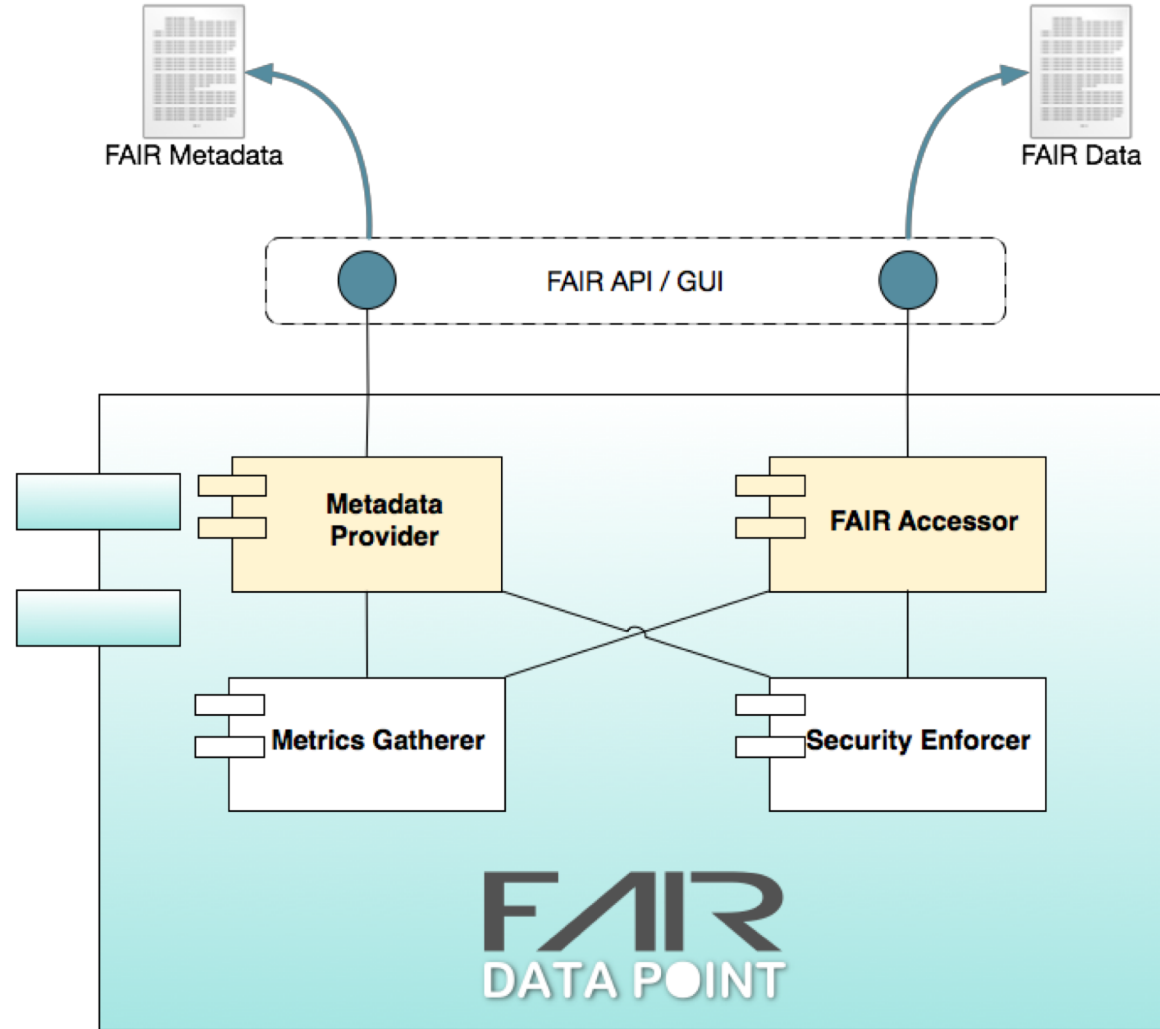 FAIR Metadata
FAIR Data
FAIR API / GUI
Metadata
Provider
FAIR Accessor
Metrics Gatherer
Security Enforcer
FAIR
DATA POINT